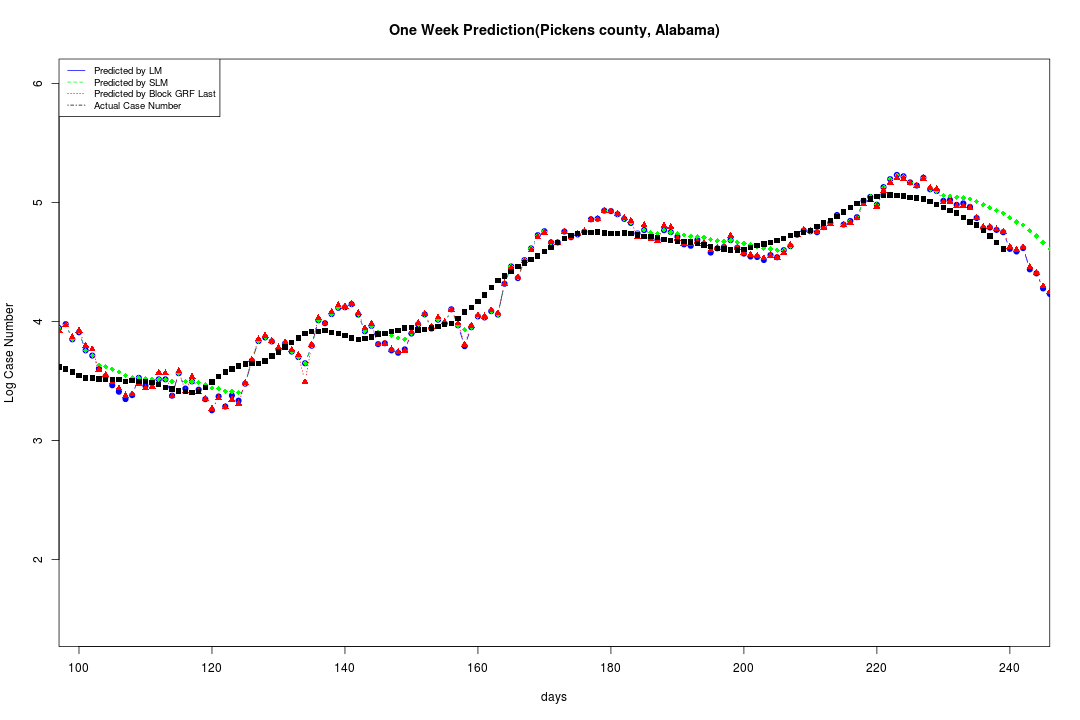 One Week Prediction(Pickens county, Alabama)
Predicted by LM
Predicted by SLM
Predicted by Block GRF Last
Actual Case Number
6
5
4
3
2
Log Case Number
100 120 140 160 180 200 220 240
days